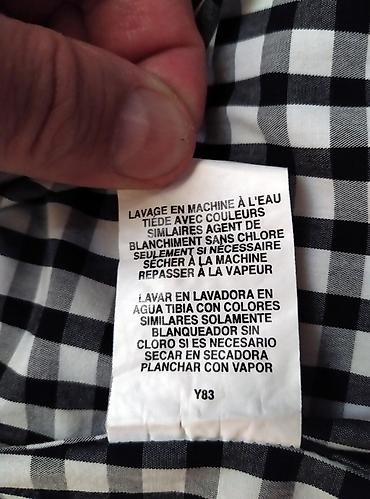 LAVAGE EN MACHINE À L'EAU
TIÈDE AVEC COULEURS
SIMLAIRES AGENT DE
BLANCHIMENT SANS CHLORE
SEULEMENT SI NÉCESSAIRE
SÉCHER À LA MACHINE
REPASSER À LA VAPEUR
LAVAR EN LAVADORA EN
AGUA TIBIA CON COLORES
SIMILARES SOLAMENTE
BLANQUEADOR SIN
CLORO SI ES NECESARIO
SECAR EN SECADORA
PLANCHAR CON VAPOR
Y83